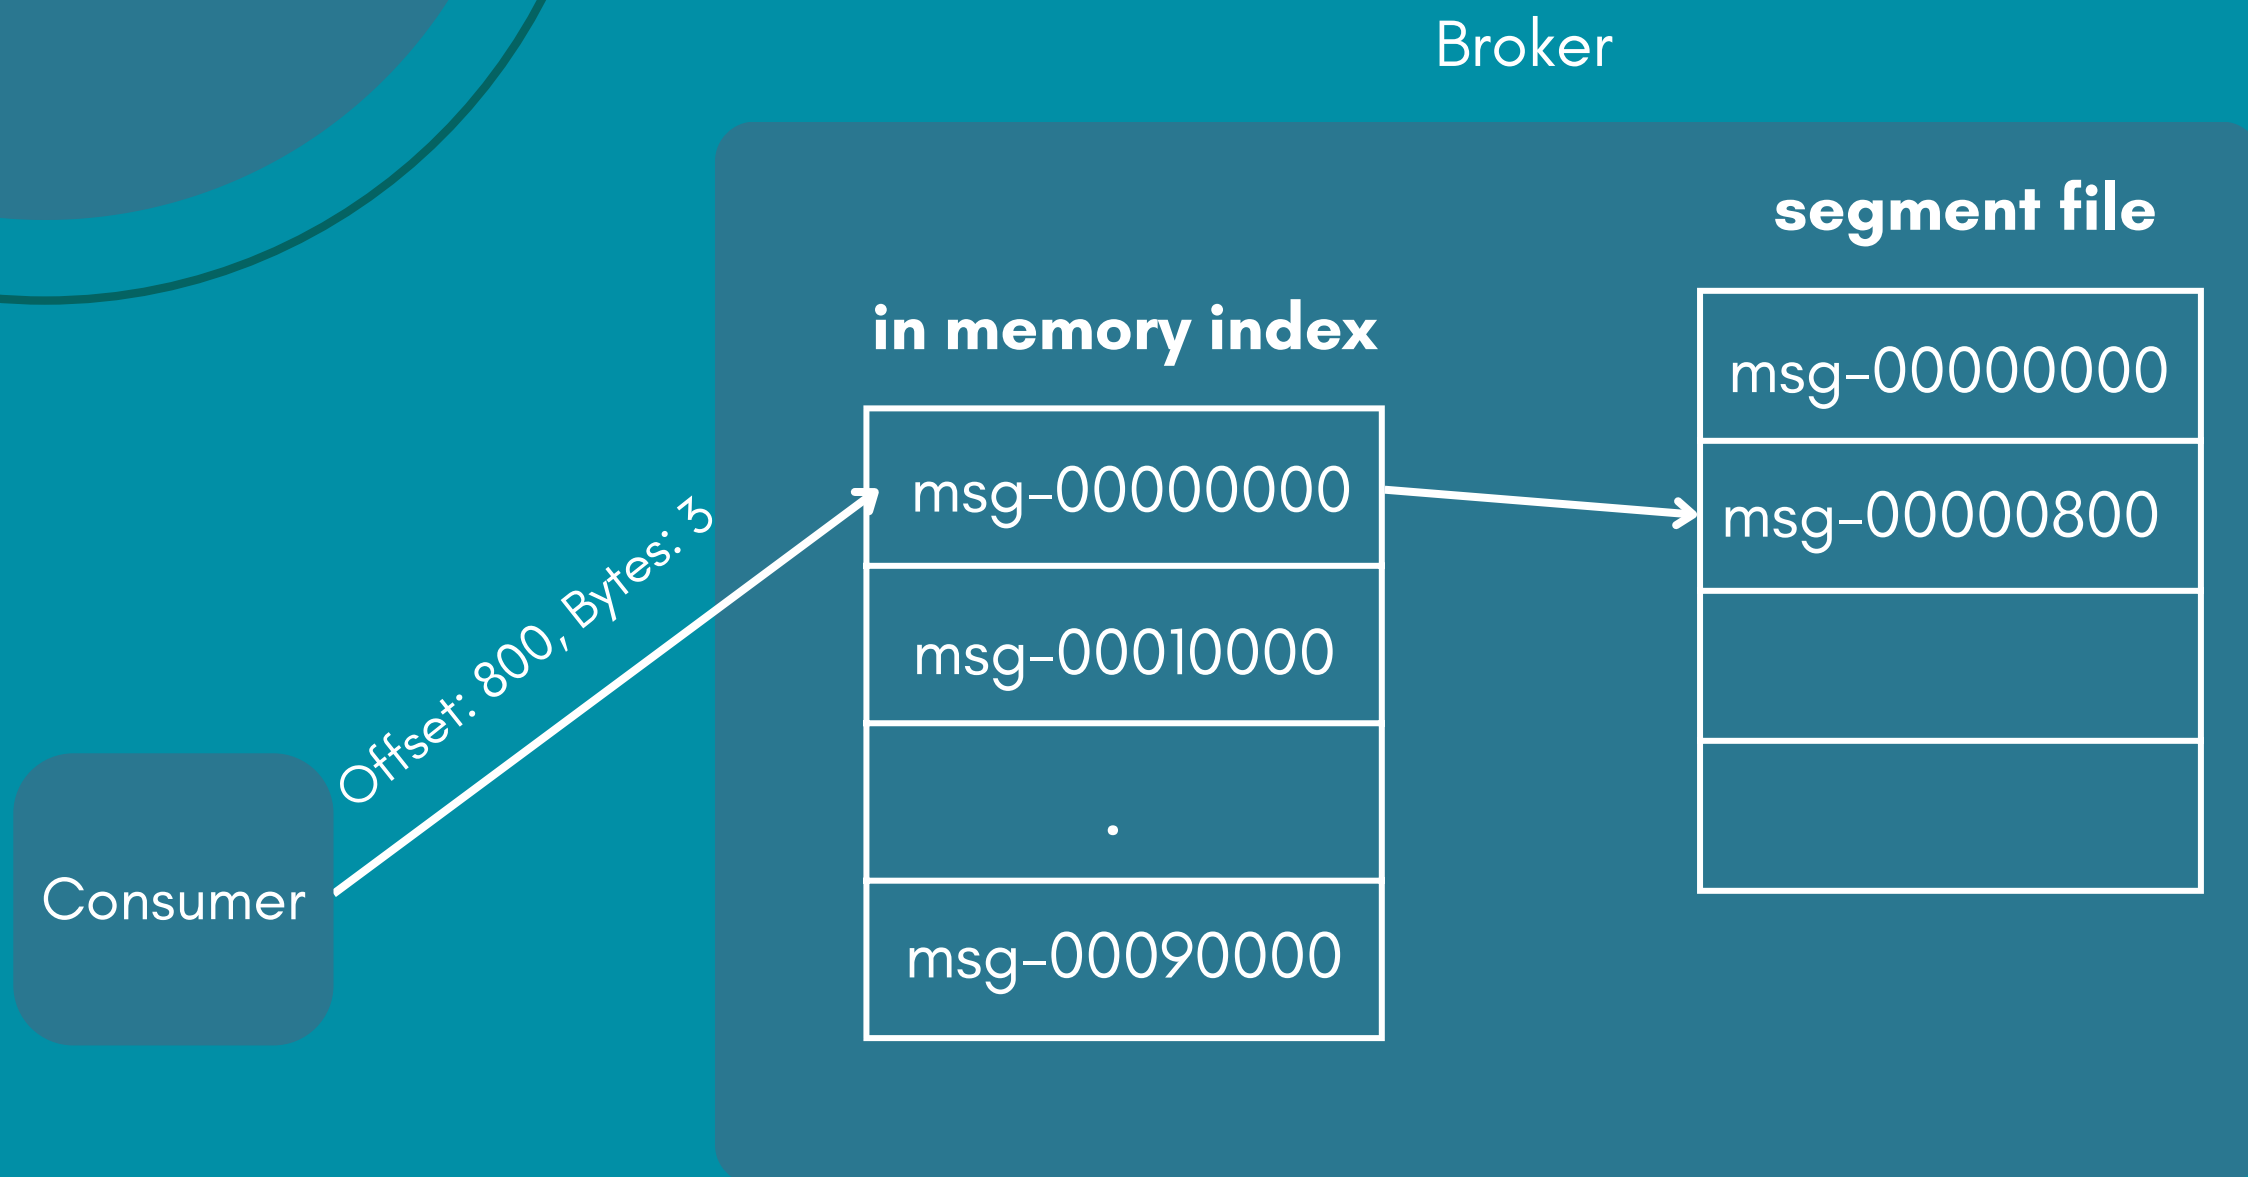 Broker
segment file
in memory index
msg-00000000
msg-00000800
msg-00000000
msg-00010000
.
msg-00090000
Offset: 800, Bytes: 3
Consumer